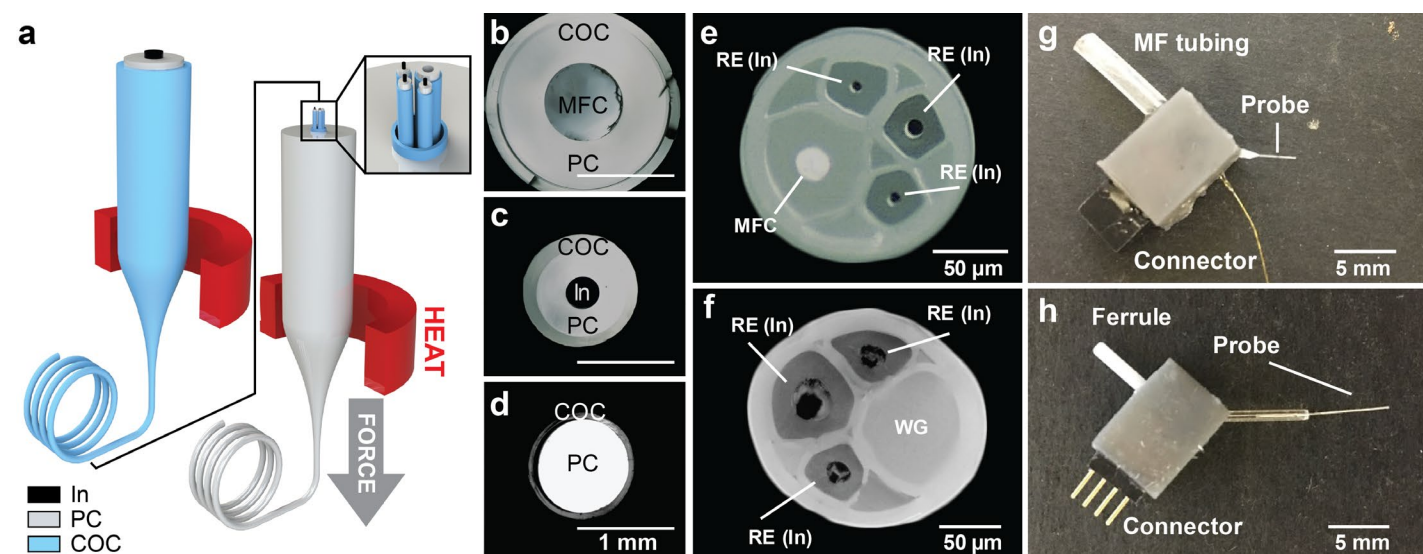 a
HEAT
FORCE
In
PC
COC
b
COC
MFC
PC
c
COC
In
PC
d
COC
PC
1 mm
e
RE (In)
RE (In)
RE (In)
MFC
50 µm
f
RE (In)
RE (In)
WG
RE (In)
50 µm
g
MF tubing
Probe
Connector
5 mm
h
Ferrule
Probe
Connector
5 mm